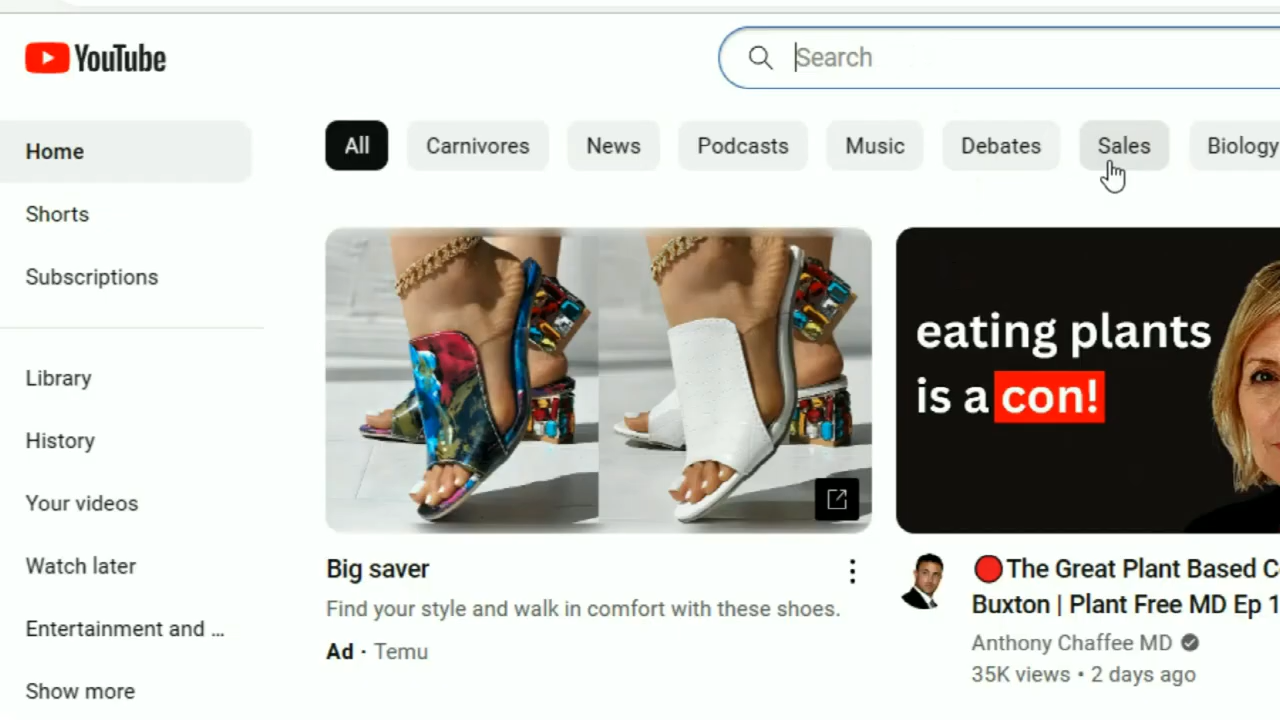 YouTube
Search
All
Carnivores
News
Podcasts
Music
Debates
Sales
Biology
Home
Shorts
Subscriptions
Library
History
Your videos
Watch later
Entertainment and ...
Show more
eating plants
is a con!
Big saver
Find your style and walk in comfort with these shoes.
Ad · Temu
The Great Plant Based C
Buxton | Plant Free MD Ep 1
Anthony Chaffee MD
35K views • 2 days ago